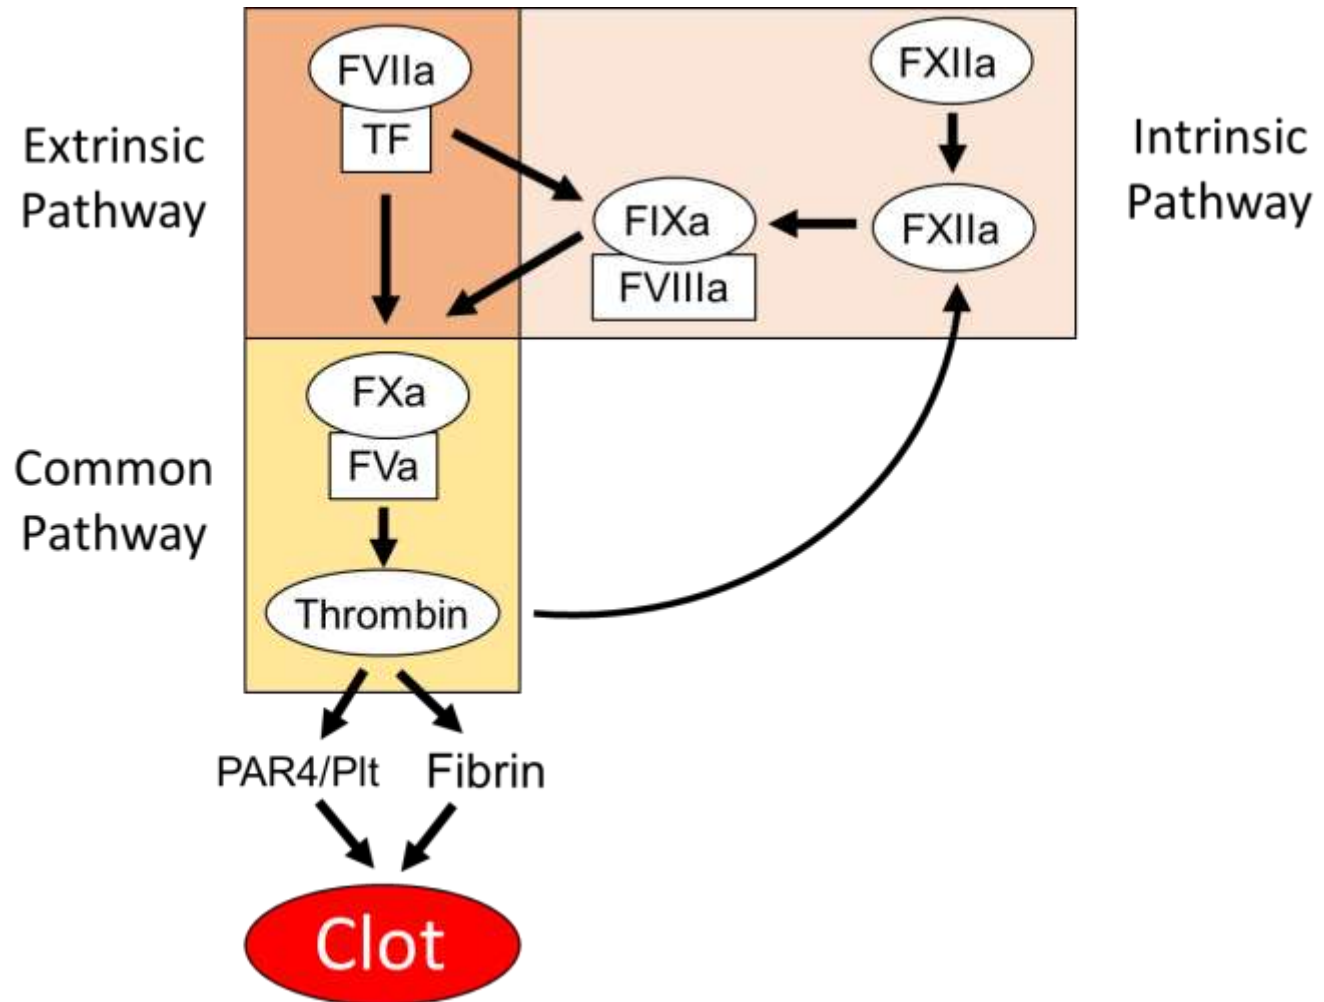 Extrinsic
Pathway
FVIIa
TF
FIXa
FVIIIa
FXIIa
FXIIa
Intrinsic
Pathway
Common
Pathway
FXa
FVa
Thrombin
PAR4/Plt
Fibrin
Clot